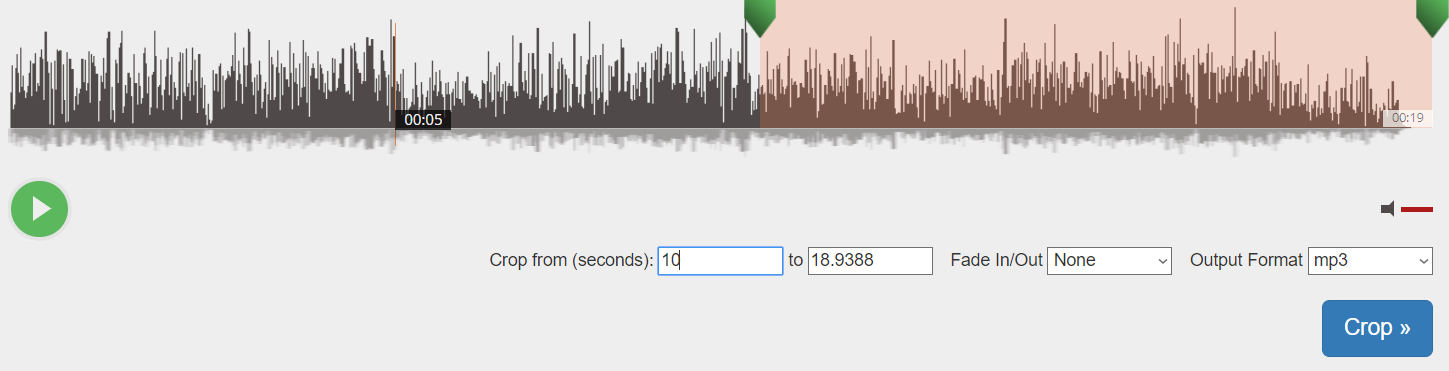 00:05
00:19
Crop from (seconds): 10 to 18.9388 Fade In/Out None Output Format mp3
Crop »